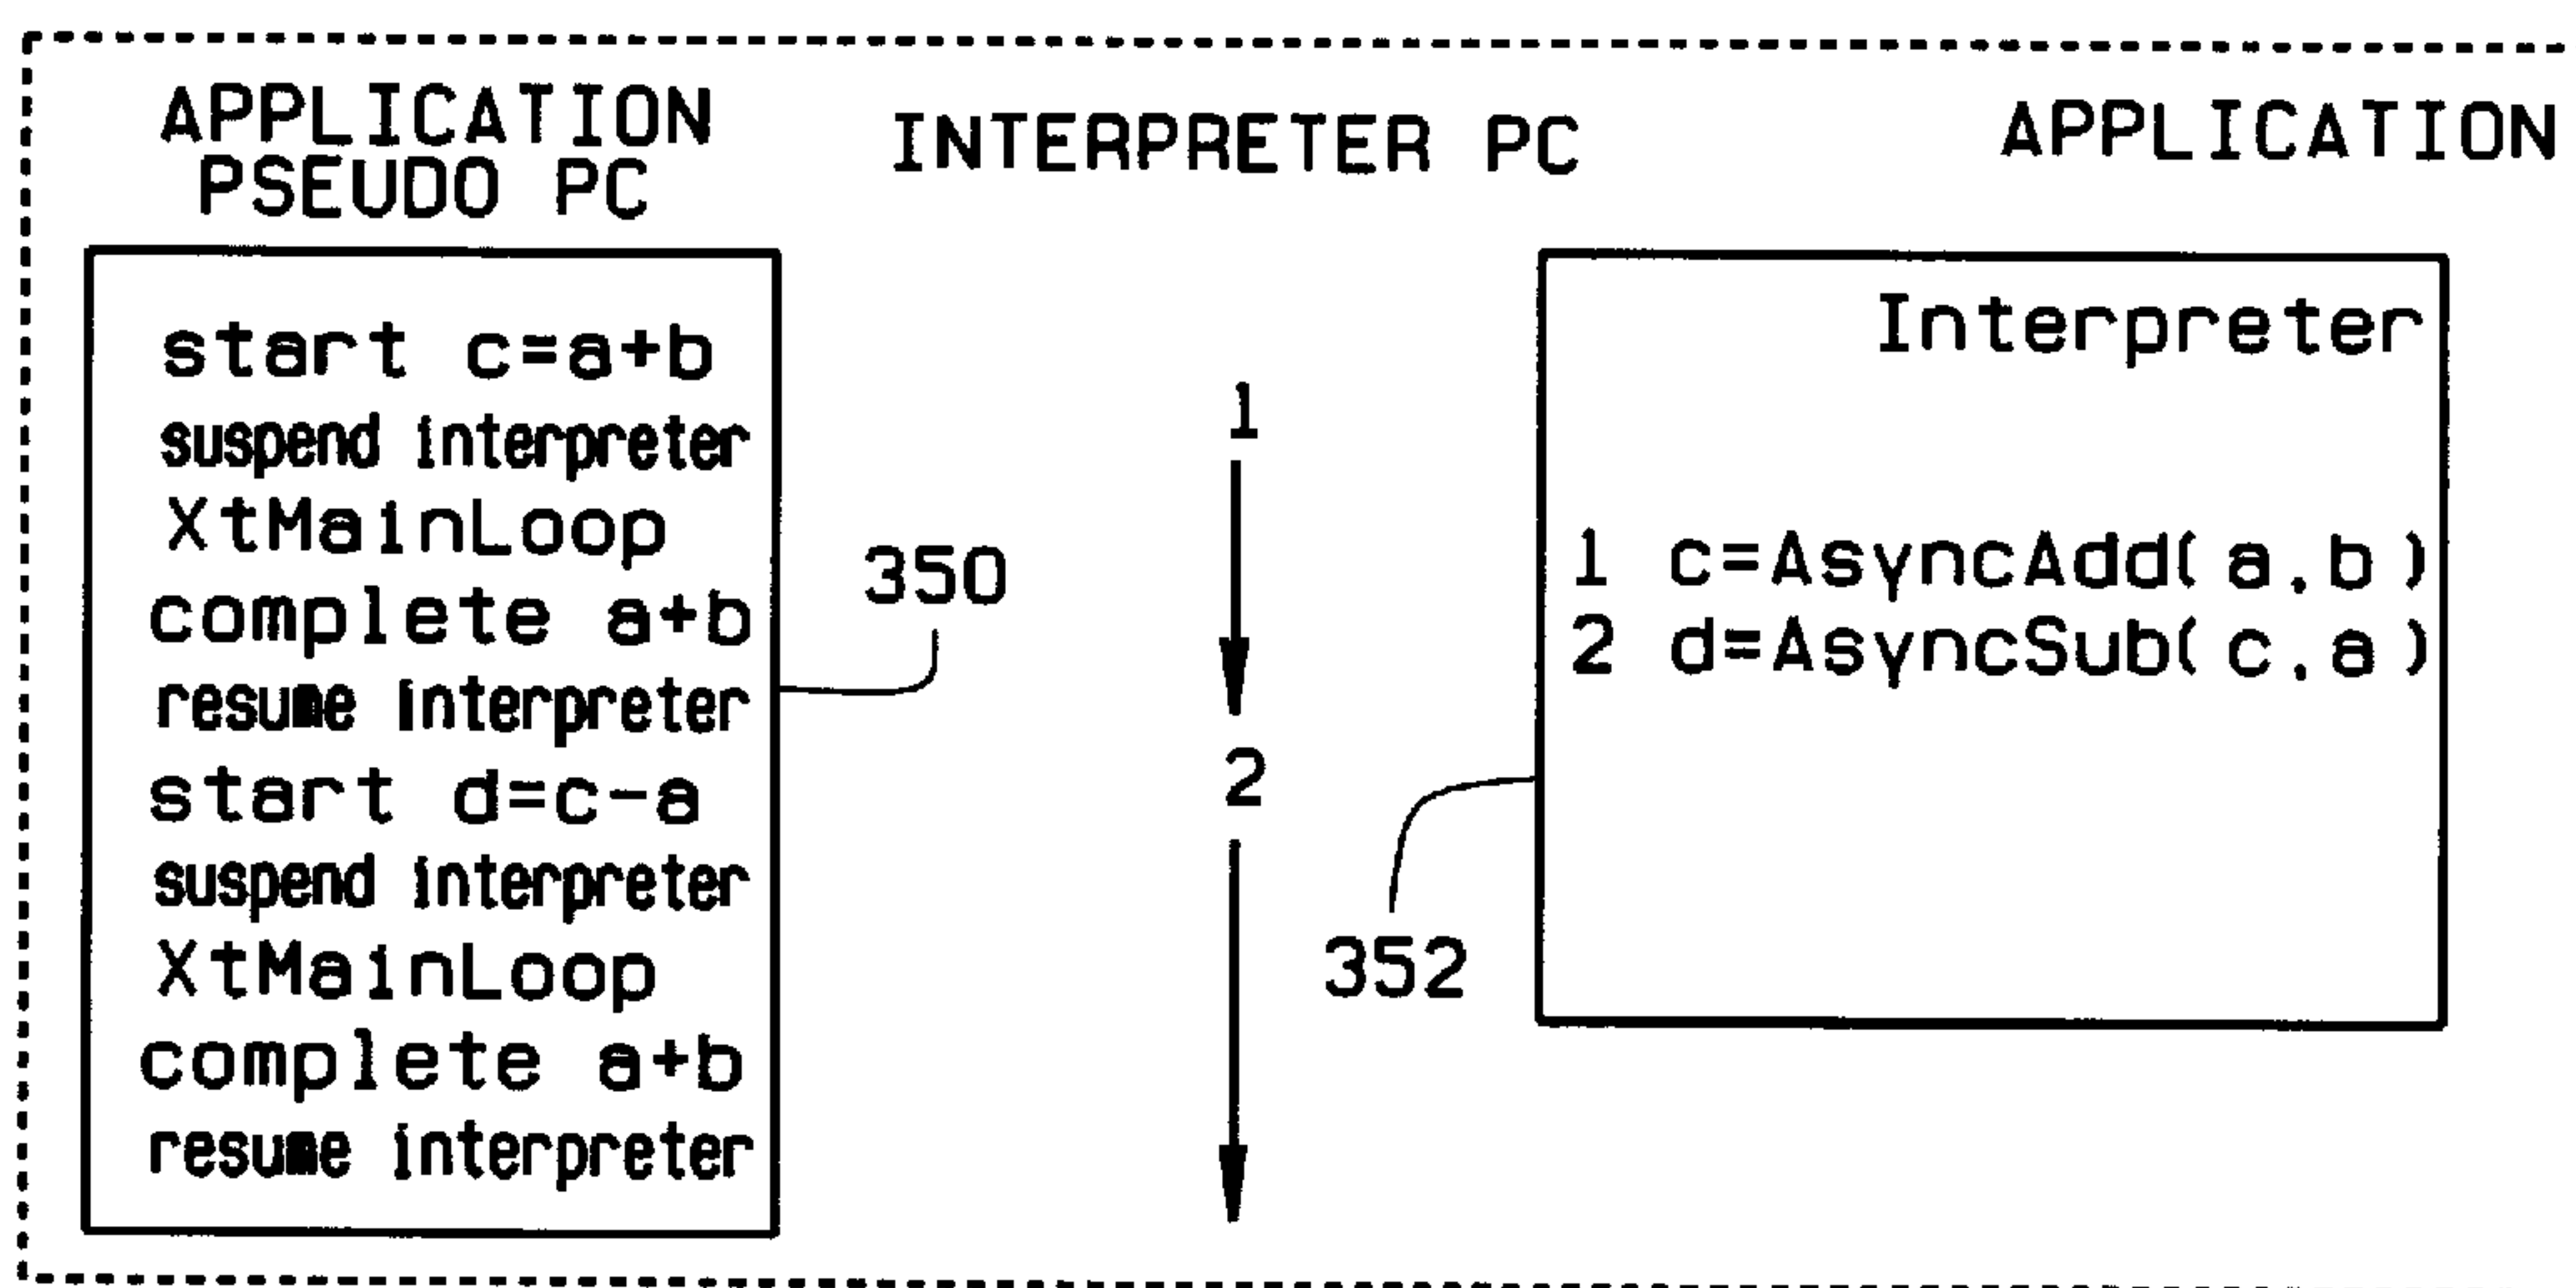 APPLICATION
PSEUDO PC
INTERPRETER PC
APPLICATION
start c=a+b
suspend interpreter
XtMainLoop
complete a+b
resume interpreter
start d=c-a
suspend interpreter
XtMainLoop
complete a+b
resume interpreter
350
1
2
352
Interpreter
1 c=AsyncAdd(a,b)
2 d=AsyncSub(c,a)